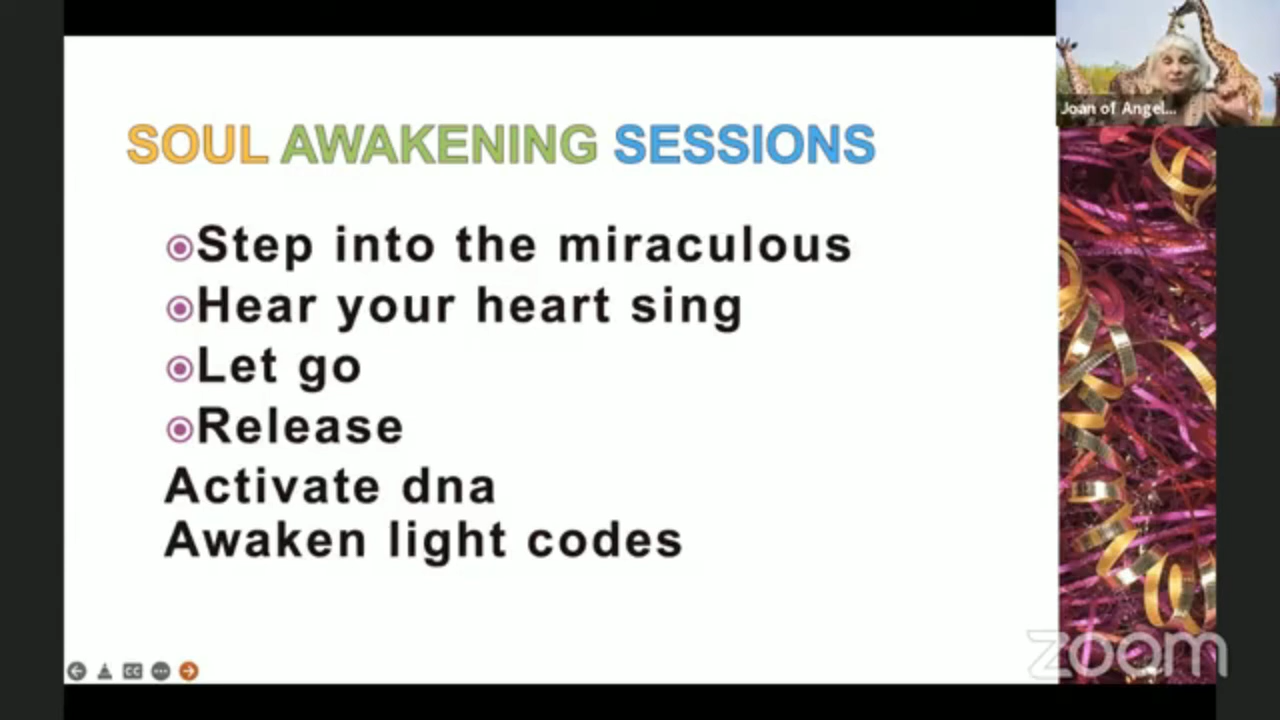 Joan of Angel...
SOUL AWAKENING SESSIONS
Step into the miraculous
Hear your heart sing
Let go
Release
Activate dna
Awaken light codes
CC
zoom